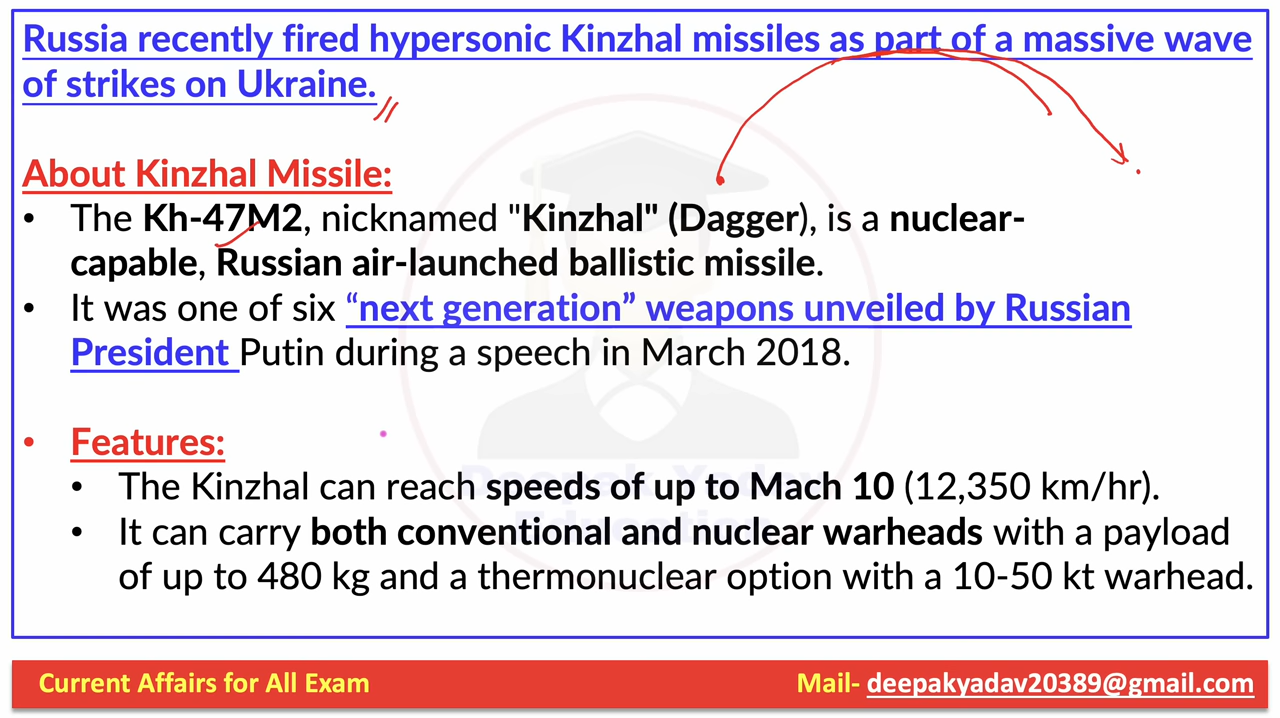 Russia recently fired hypersonic Kinzhal missiles as part of a massive wave
of strikes on Ukraine.
About Kinzhal Missile:
• The Kh-47M2, nicknamed "Kinzhal" (Dagger), is a nuclear-
capable, Russian air-launched ballistic missile.
• It was one of six “next generation” weapons unveiled by Russian
President Putin during a speech in March 2018.
• Features:
• The Kinzhal can reach speeds of up to Mach 10 (12,350 km/hr).
• It can carry both conventional and nuclear warheads with a payload
of up to 480 kg and a thermonuclear option with a 10-50 kt warhead.
Deepak Yadav
Education
Current Affairs for All Exam
Mail- deepakyadav20389@gmail.com